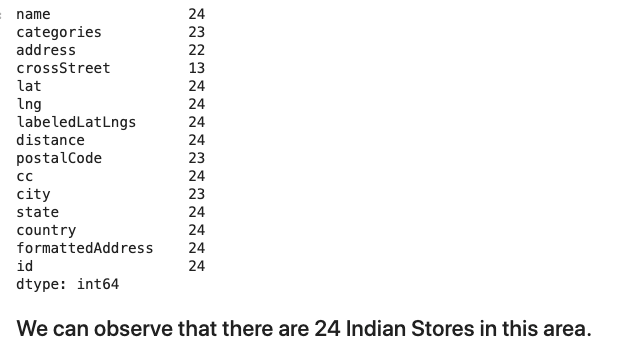 name 24
categories 23
address 22
crossStreet 13
lat 24
lng 24
labeledLatLngs 24
distance 24
postalCode 23
cc 24
city 23
state 24
country 24
formattedAddress 24
id 24
dtype: int64
We can observe that there are 24 Indian Stores in this area.